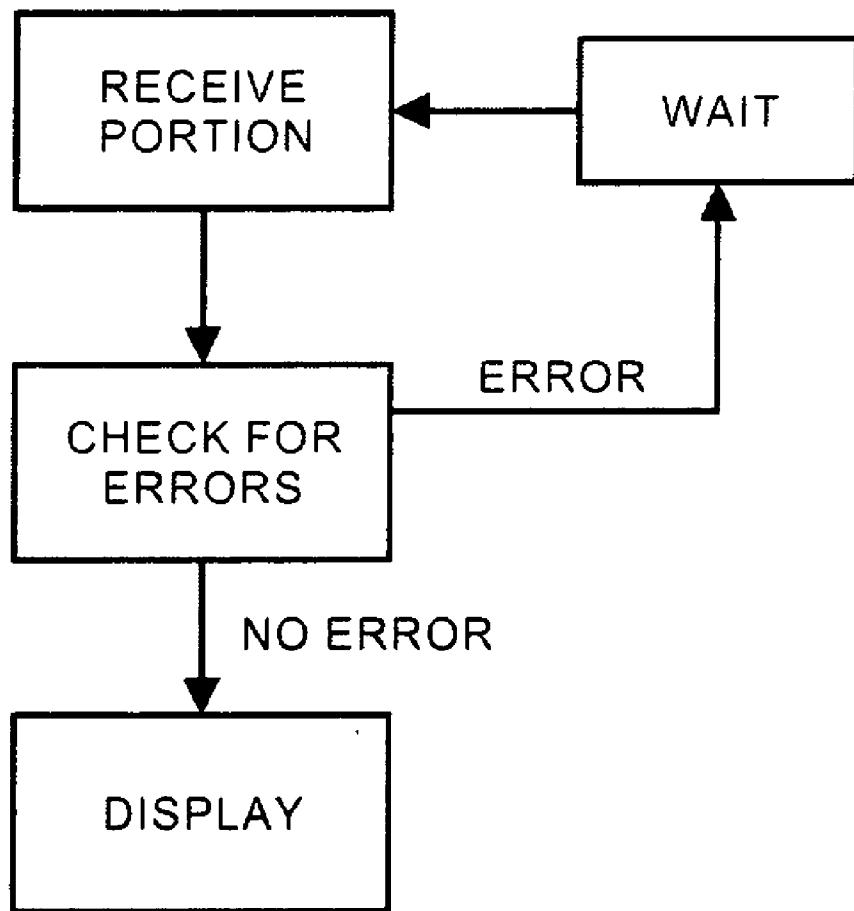 RECEIVE
PORTION
WAIT
ERROR
CHECK FOR
ERRORS
NO ERROR
DISPLAY